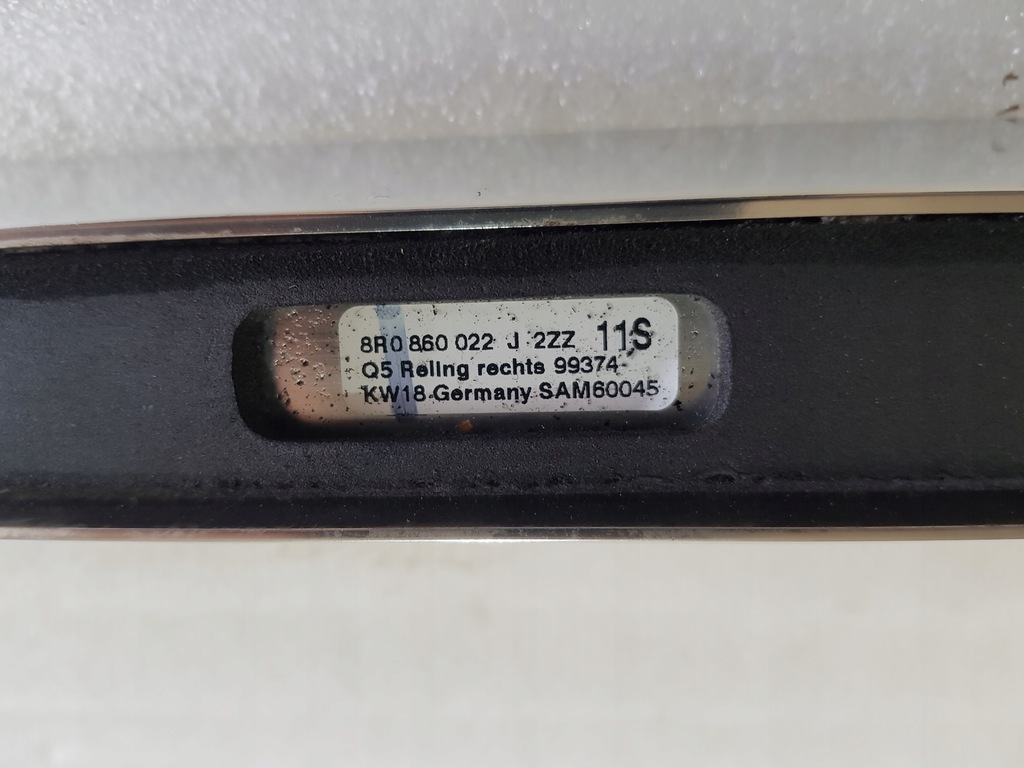 8R0 860 022 J 2ZZ 11S
Q5 Reling rechts 99374
KW18 Germany SAM60045